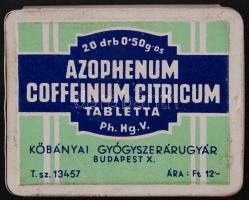 20 drb 0·50g-os
AZOPHENUM
COFFEINUM CITRICUM
TABLETTA
Ph. Hg. V.
KŐBÁNYAI GYÓGYSZERÁRUGYÁR
BUDAPEST X.
T. sz. 13457 ÁRA: Ft 12·-